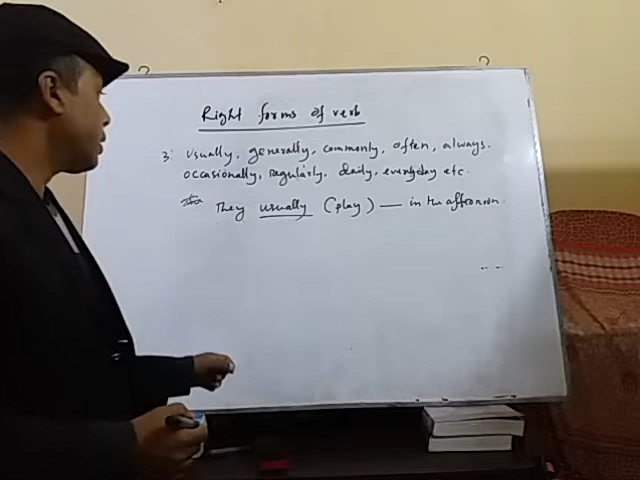 Right forms of verb
3: Usually, generally, commonly, often, always.
occasionally, regularly, daily, everyday etc.
They usually (play) — in the afternoon.